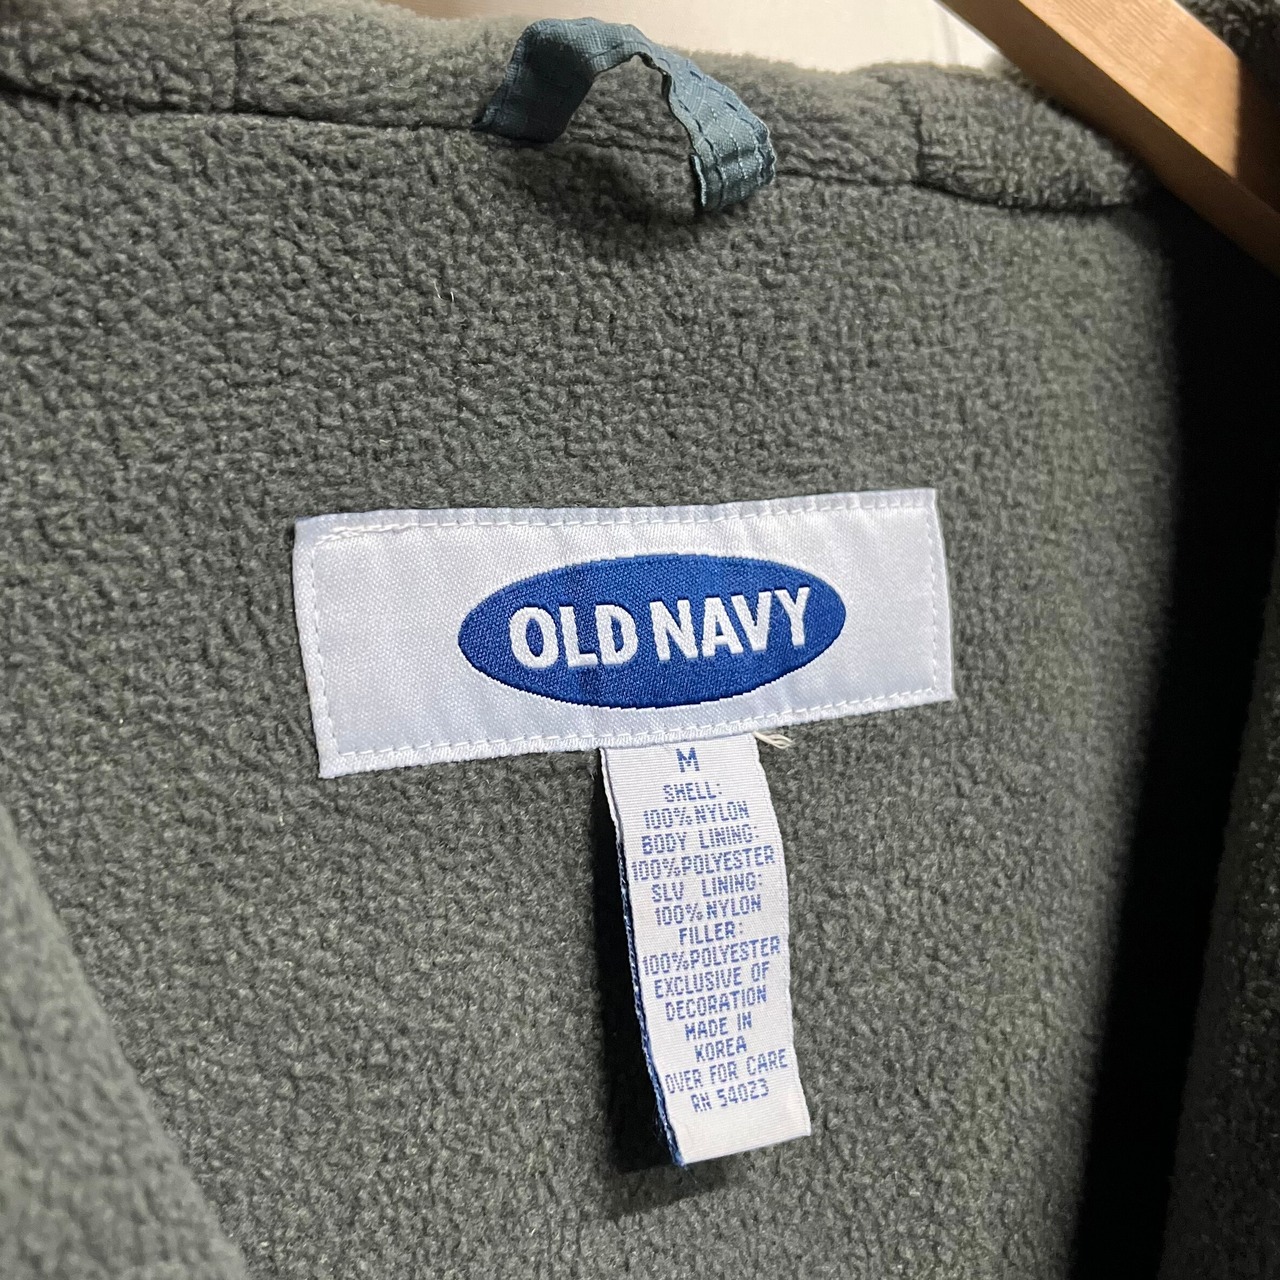 OLD NAVY
M
SHELL:
100% NYLON
BODY LINING:
100% POLYESTER
SLV LINING:
100% NYLON
FILLER:
100% POLYESTER
EXCLUSIVE OF
DECORATION
MADE IN
KOREA
OVER FOR CARE
RN 54023